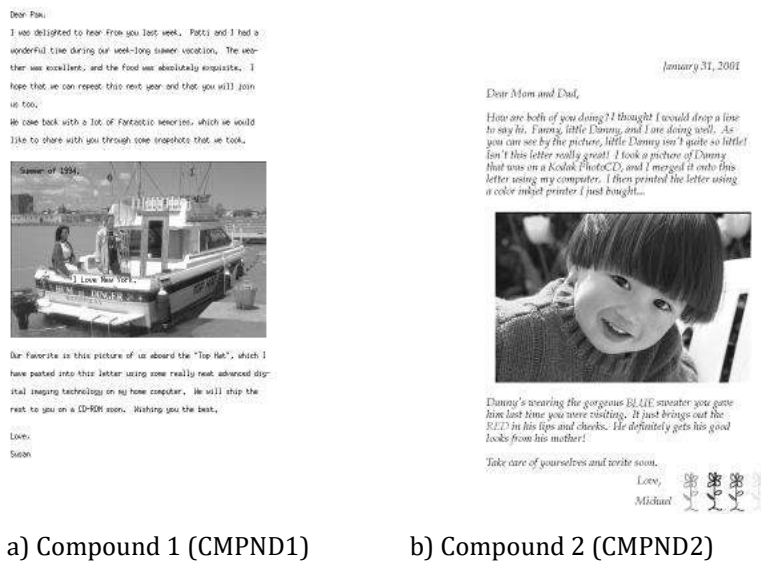 Dear Pam,
I was delighted to hear from you last week. Patti and I had a
wonderful time during our week-long summer vacation. The wea-
ther was excellent, and the food was absolutely exquisite. I
hope that we can repeat this next year and that you will join
us too.
We came back with a lot of fantastic memories, which we would
like to share with you through some snapshots that we took.
Summer of 1994.
I Love New York.
Our favorite is this picture of us aboard the "Top Hat", which I
have pasted into this letter using some really neat advanced dig-
ital imaging technology on my home computer. We will ship the
rest to you on a CD-ROM soon. Wishing you the best,
Love,
Susan
a) Compound 1 (CMPND1)
January 31, 2001
Dear Mom and Dad,
How are both of you doing? I thought I would drop a line
to say hi. Fanny, little Danny, and I are doing well. As
you can see by the picture, little Danny isn't quite so little!
Isn't this letter really great! I took a picture of Danny
that was on a Kodak PhotoCD, and I merged it onto this
letter using my computer. I then printed the letter using
a color inkjet printer I just bought...
Danny's wearing the gorgeous BLUE sweater you gave
him last time you were visiting. It just brings out the
RED in his lips and cheeks. He definitely gets his good
looks from his mother!
Take care of yourselves and write soon.
Love,
Michael
b) Compound 2 (CMPND2)